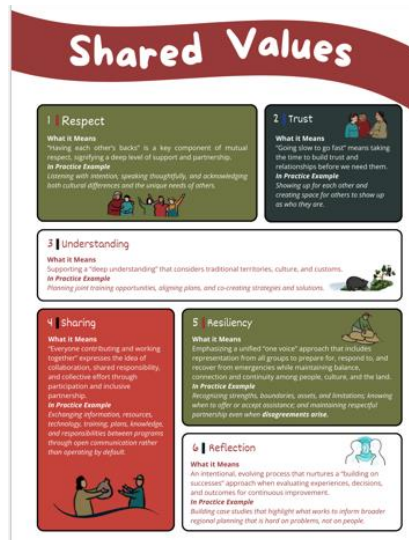 Shared Values
1 Respect
What it Means
"Having each other's backs" is a key component of mutual
respect, signifying a deep level of support and partnership.
In Practice Example
Listening with intention, speaking thoughtfully, and acknowledging
both cultural differences and the unique needs of others.
2 Trust
What it Means
"Going slow to go fast" means taking
the time to build trust and
relationships before we need them.
In Practice Example
Showing up for each other and
creating space for others to show up
as who they are.
3 Understanding
What it Means
Supporting a "deep understanding" that considers traditional territories, culture, and customs.
In Practice Example
Planning joint training opportunities, aligning plans, and co-creating strategies and solutions.
4 Sharing
What it Means
"Everyone contributing and working
together" expresses the idea of
collaboration, shared responsibility,
and collective effort through
participation and inclusive
partnership.
In Practice Example
Exchanging information, resources,
technology, training, plans, knowledge,
and responsibilities between programs
through open communication rather
than operating by default.
5 Resiliency
What it Means
Emphasizing a unified "one voice" approach that includes
representation from all groups to prepare for, respond to, and
recover from emergencies while maintaining balance,
connection and continuity among people, culture, and the land.
In Practice Example
Recognizing strengths, boundaries, assets, and limitations; knowing
when to offer or accept assistance; and maintaining respectful
partnership even when disagreements arise.
6 Reflection
What it Means
An intentional, evolving process that nurtures a "building on
successes" approach when evaluating experiences, decisions,
and outcomes for continuous improvement.
In Practice Example
Building case studies that highlight what works to inform broader
regional planning that is hard on problems, not on people.